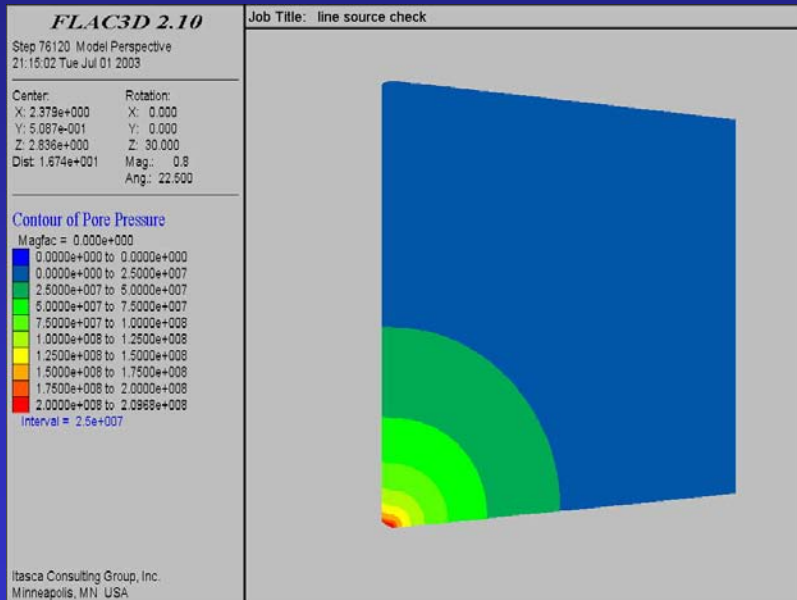 FLAC3D 2.10
Step 76120 Model Perspective
21:15:02 Tue Jul 01 2003
Center: Rotation:
X: 2.379e+000 X: 0.000
Y: 5.087e-001 Y: 0.000
Z: 2.836e+000 Z: 30.000
Dist: 1.674e+001 Mag.: 0.8
Ang.: 22.500
Contour of Pore Pressure
Magfac = 0.000e+000
0.0000e+000 to 0.0000e+000
0.0000e+000 to 2.5000e+007
2.5000e+007 to 5.0000e+007
5.0000e+007 to 7.5000e+007
7.5000e+007 to 1.0000e+008
1.0000e+008 to 1.2500e+008
1.2500e+008 to 1.5000e+008
1.5000e+008 to 1.7500e+008
1.7500e+008 to 2.0000e+008
2.0000e+008 to 2.0968e+008
Interval = 2.5e+007
Itasca Consulting Group, Inc.
Minneapolis, MN USA
Job Title: line source check